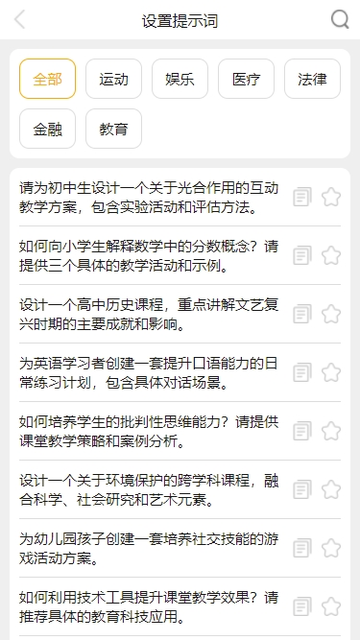 设置提示词
全部 运动 娱乐 医疗 法律
金融 教育
请为初中生设计一个关于光合作用的互动
教学方案，包含实验活动和评估方法。
如何向小学生解释数学中的分数概念？请
提供三个具体的教学活动和示例。
设计一个高中历史课程，重点讲解文艺复
兴时期的主要成就和影响。
为英语学习者创建一套提升口语能力的日
常练习计划，包含具体对话场景。
如何培养学生的批判性思维能力？请提供
课堂教学策略和案例分析。
设计一个关于环境保护的跨学科课程，融
合科学、社会研究和艺术元素。
为幼儿园孩子创建一套培养社交技能的游
戏活动方案。
如何利用技术工具提升课堂教学效果？请
推荐具体的教育科技应用。